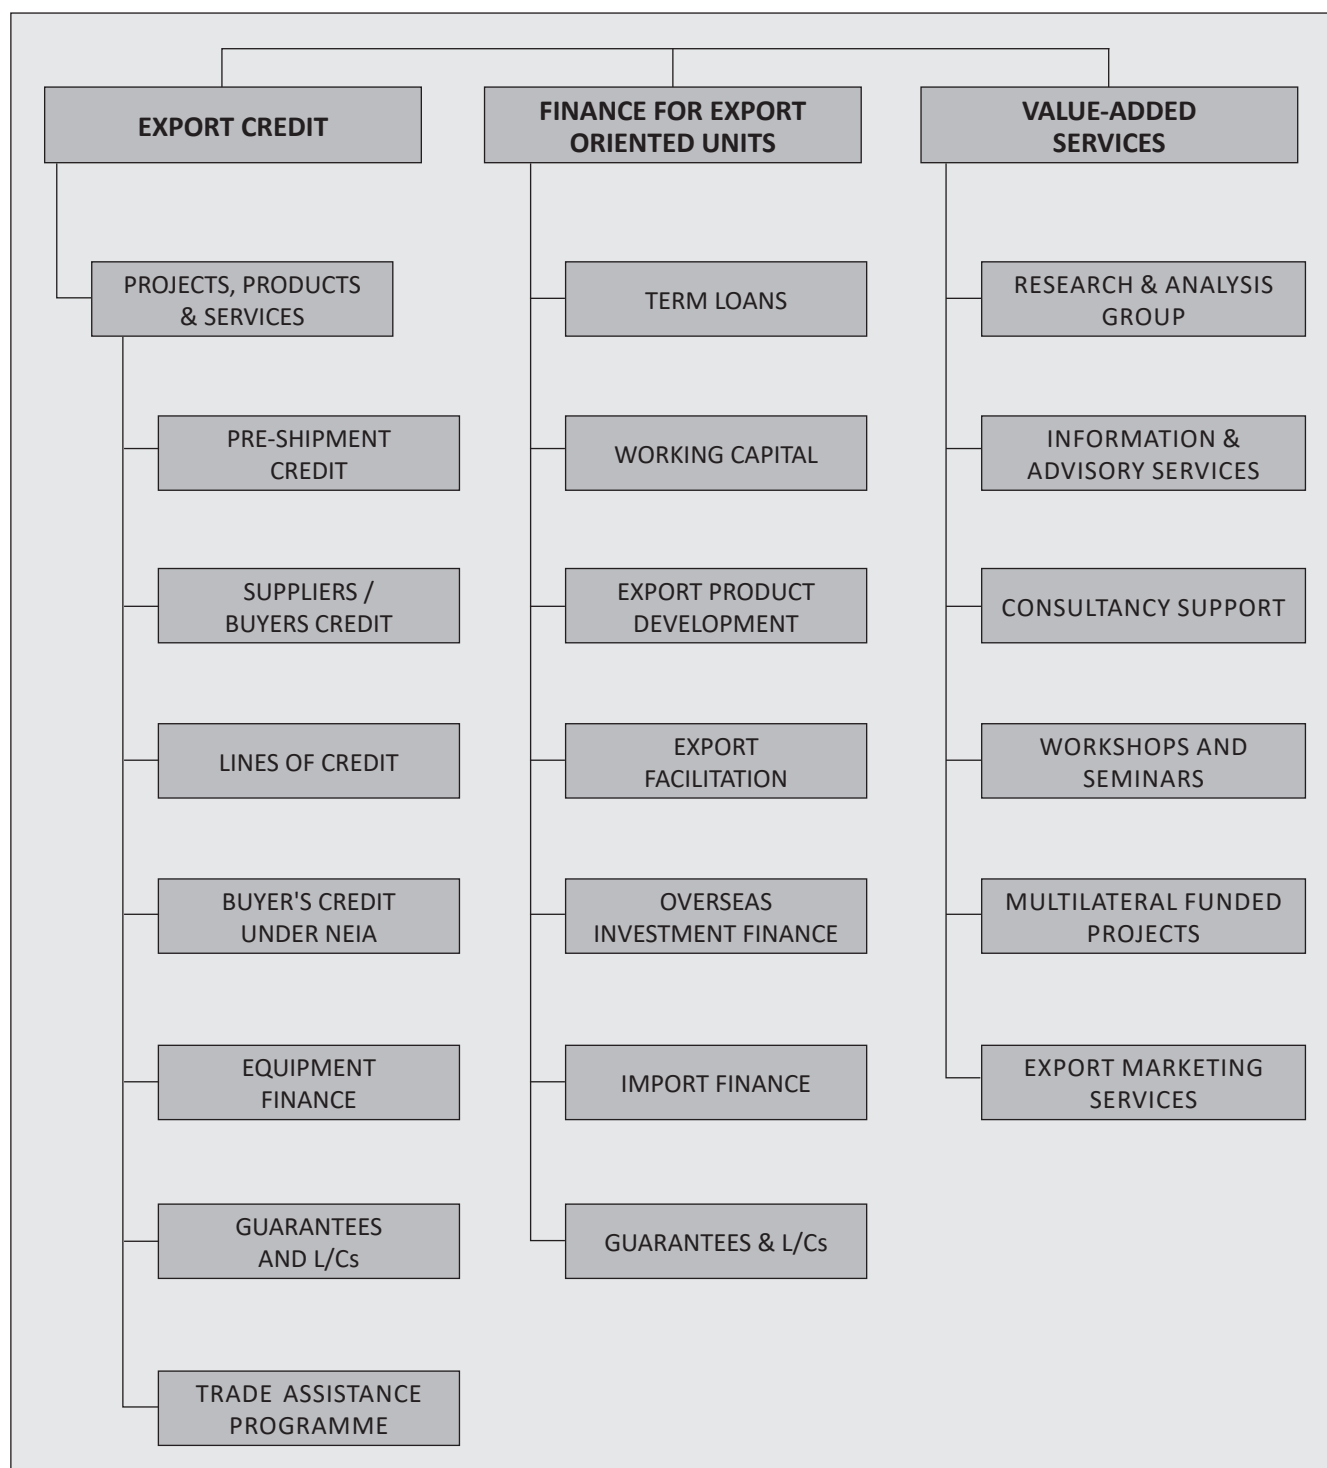 EXPORT CREDIT
PROJECTS, PRODUCTS
& SERVICES
PRE-SHIPMENT
CREDIT
SUPPLIERS /
BUYERS CREDIT
LINES OF CREDIT
BUYER'S CREDIT
UNDER NEIA
EQUIPMENT
FINANCE
GUARANTEES
AND L/Cs
TRADE ASSISTANCE
PROGRAMME
FINANCE FOR EXPORT
ORIENTED UNITS
TERM LOANS
WORKING CAPITAL
EXPORT PRODUCT
DEVELOPMENT
EXPORT
FACILITATION
OVERSEAS
INVESTMENT FINANCE
IMPORT FINANCE
GUARANTEES & L/Cs
VALUE-ADDED
SERVICES
RESEARCH & ANALYSIS
GROUP
INFORMATION &
ADVISORY SERVICES
CONSULTANCY SUPPORT
WORKSHOPS AND
SEMINARS
MULTILATERAL FUNDED
PROJECTS
EXPORT MARKETING
SERVICES